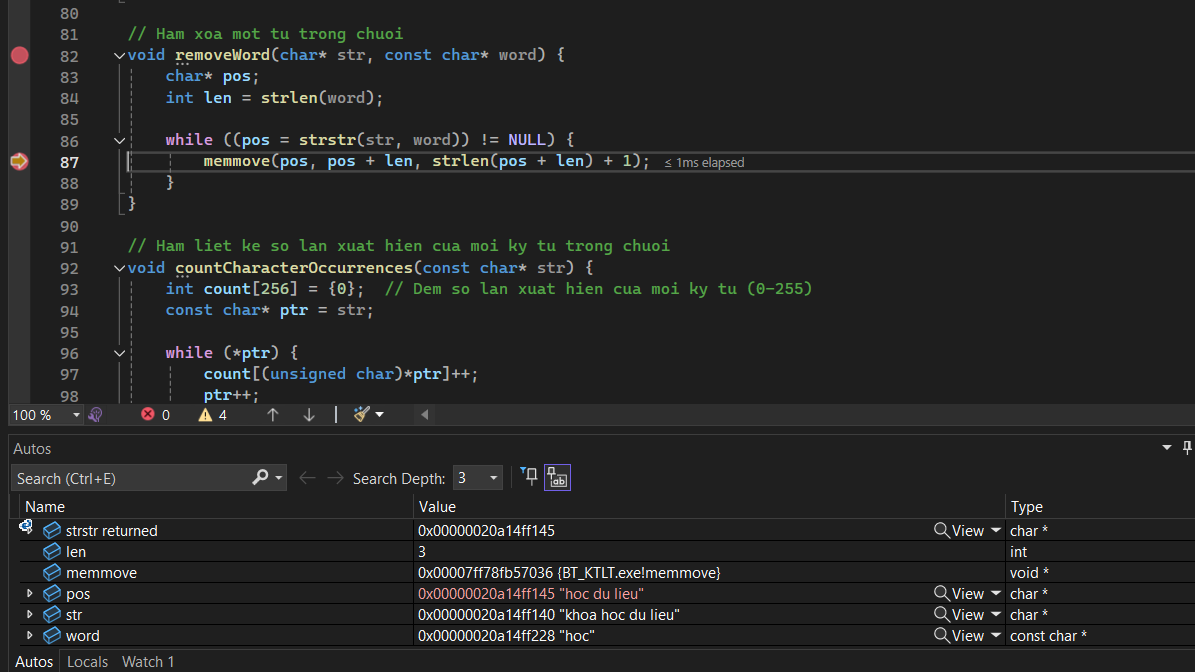 80
81 // Ham xoa mot tu trong chuoi
82 void removeWord(char* str, const char* word) {
83 char* pos;
84 int len = strlen(word);
85
86 while ((pos = strstr(str, word)) != NULL) {
87 memmove(pos, pos + len, strlen(pos + len) + 1); ≤ 1ms elapsed
88 }
89 }
90
91 // Ham liet ke so lan xuat hien cua moi ky tu trong chuoi
92 void countCharacterOccurrences(const char* str) {
93 int count[256] = {0}; // Dem so lan xuat hien cua moi ky tu (0-255)
94 const char* ptr = str;
95
96 while (*ptr) {
97 count[(unsigned char)*ptr]++;
98 ptr++;
100 % 0 4
Autos
Search (Ctrl+E) Search Depth: 3
Name Value Type
strstr returned 0x00000020a14ff145 View char *
len 3 int
memmove 0x00007ff78fb57036 {BT_KTLT.exe!memmove} void *
pos 0x00000020a14ff145 "hoc du lieu" View char *
str 0x00000020a14ff140 "khoa hoc du lieu" View char *
word 0x00000020a14ff228 "hoc" View const char *
Autos Locals Watch 1